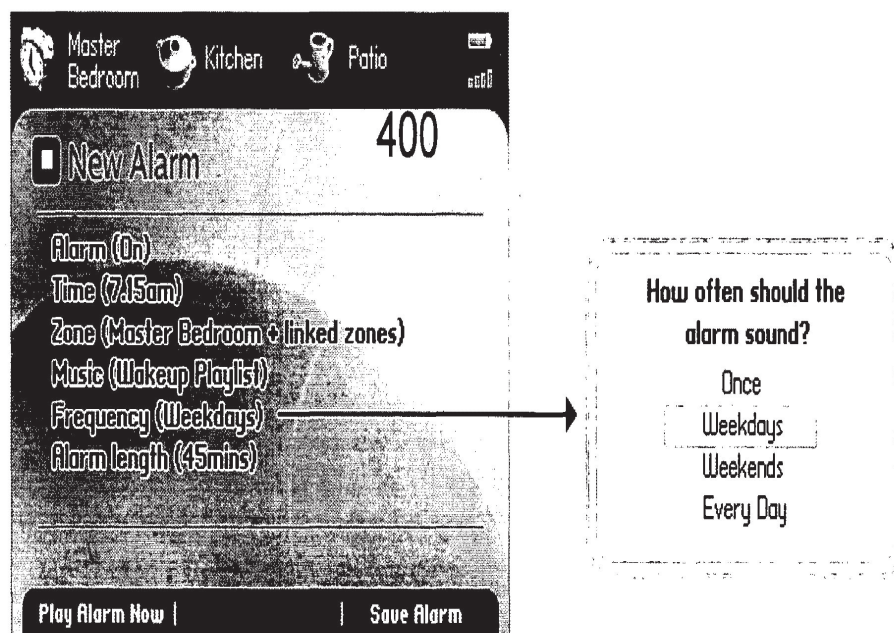 Master
Bedroom
Kitchen
Patio
400
New Alarm
Alarm (On)
Time (7.15am)
Zone (Master Bedroom + linked zones)
Music (Wakeup Playlist)
Frequency (Weekdays)
Alarm length (45mins)
Play Alarm Now |
| Save Alarm
How often should the
alarm sound?
Once
Weekdays
Weekends
Every Day